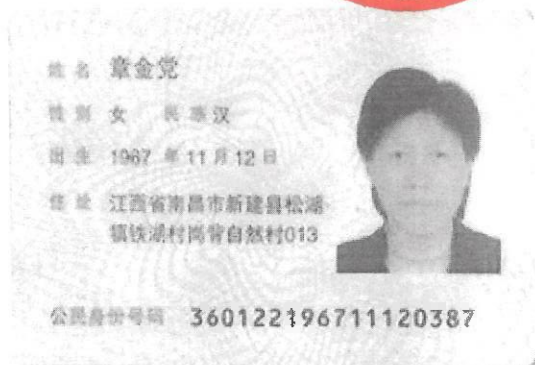 姓名 章金党
性别 女 民族汉
出生 1967 年 11 月 12 日
住址 江西省南昌市新建县松湖
镇铁湖村岗背自然村013
公民身份号码 360122196711120387